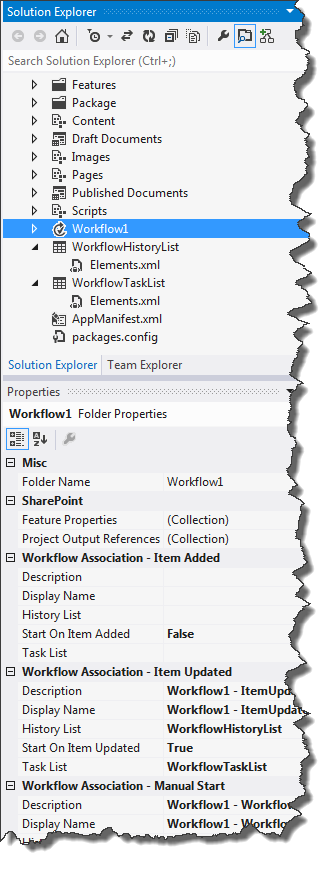 Solution Explorer
Search Solution Explorer (Ctrl+;)
Features
Package
Content
Draft Documents
Images
Pages
Published Documents
Scripts
Workflow1
WorkflowHistoryList
Elements.xml
WorkflowTaskList
Elements.xml
AppManifest.xml
packages.config
Solution Explorer Team Explorer
Properties
Workflow1 Folder Properties
Misc
Folder Name Workflow1
SharePoint
Feature Properties (Collection)
Project Output References (Collection)
Workflow Association - Item Added
Description
Display Name
History List
Start On Item Added False
Task List
Workflow Association - Item Updated
Description Workflow1 - ItemUpd
Display Name Workflow1 - ItemUpdat
History List WorkflowHistoryList
Start On Item Updated True
Task List WorkflowTaskList
Workflow Association - Manual Start
Description Workflow1 - Workflo
Display Name Workflow1 - Workflo